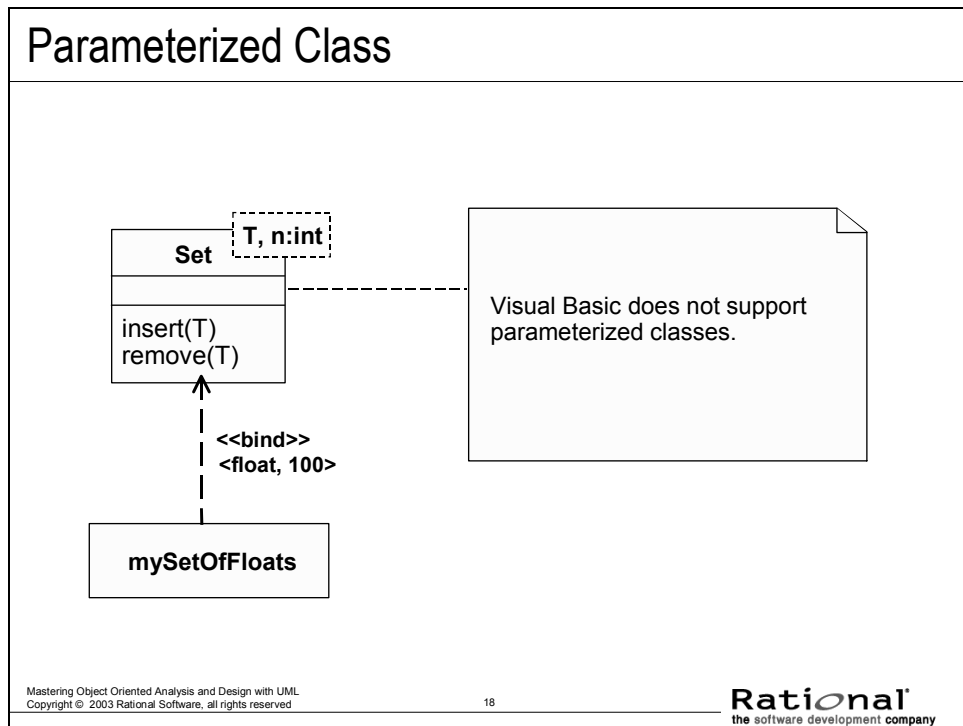 Parameterized Class
T, n:int
Set
insert(T)
remove(T)
Visual Basic does not support
parameterized classes.
<<bind>>
<float, 100>
mySetOfFloats
Mastering Object Oriented Analysis and Design with UML
Copyright © 2003 Rational Software, all rights reserved
18
Rational
the software development company